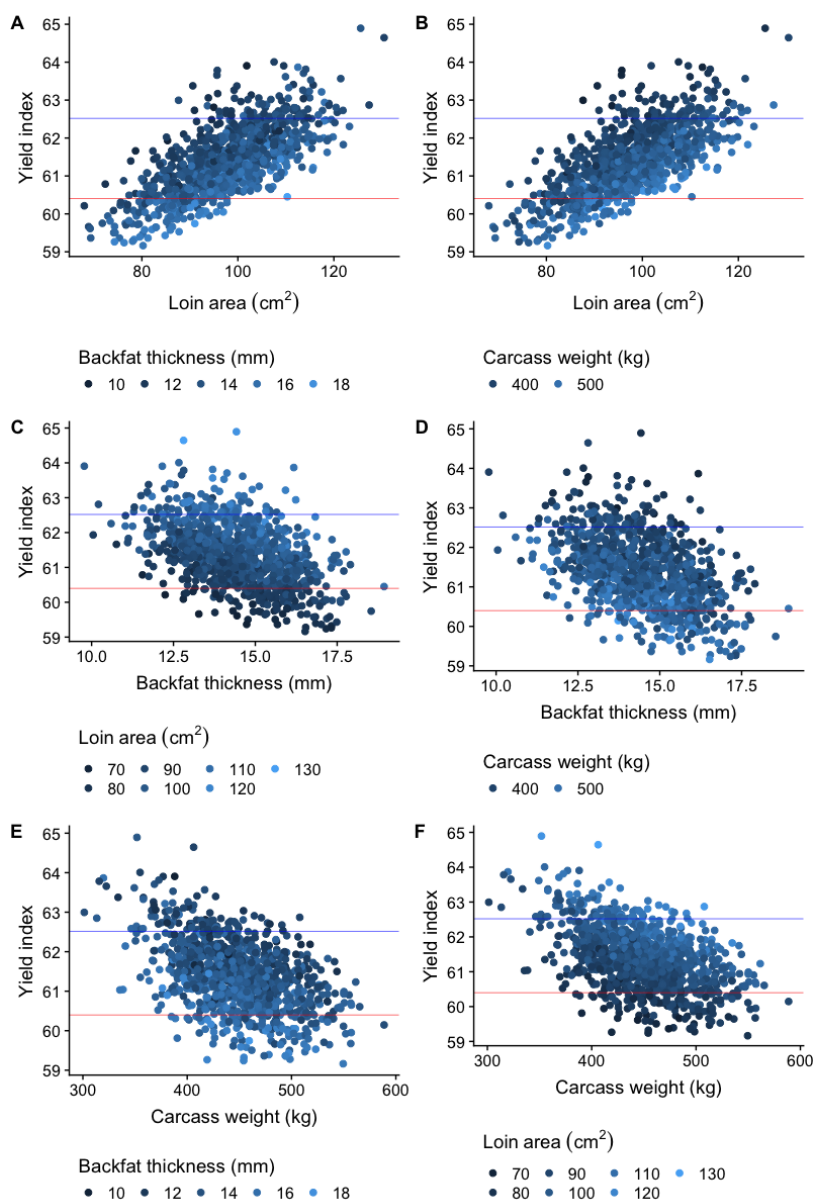 A
B
65
64
63
62
61
60
59
Yield index
80 100 120
Loin area (cm²)
65
64
63
62
61
60
59
Yield index
80 100 120
Loin area (cm²)
Backfat thickness (mm)
10 12 14 16 18
Carcass weight (kg)
400 500
C
D
65
64
63
62
61
60
59
Yield index
10.0 12.5 15.0 17.5
Backfat thickness (mm)
65
64
63
62
61
60
59
Yield index
10.0 12.5 15.0 17.5
Backfat thickness (mm)
Loin area (cm²)
70 90 110 130
80 100 120
Carcass weight (kg)
400 500
E
F
65
64
63
62
61
60
59
Yield index
300 400 500 600
Carcass weight (kg)
65
64
63
62
61
60
59
Yield index
300 400 500 600
Carcass weight (kg)
Backfat thickness (mm)
10 12 14 16 18
Loin area (cm²)
70 90 110 130
80 100 120